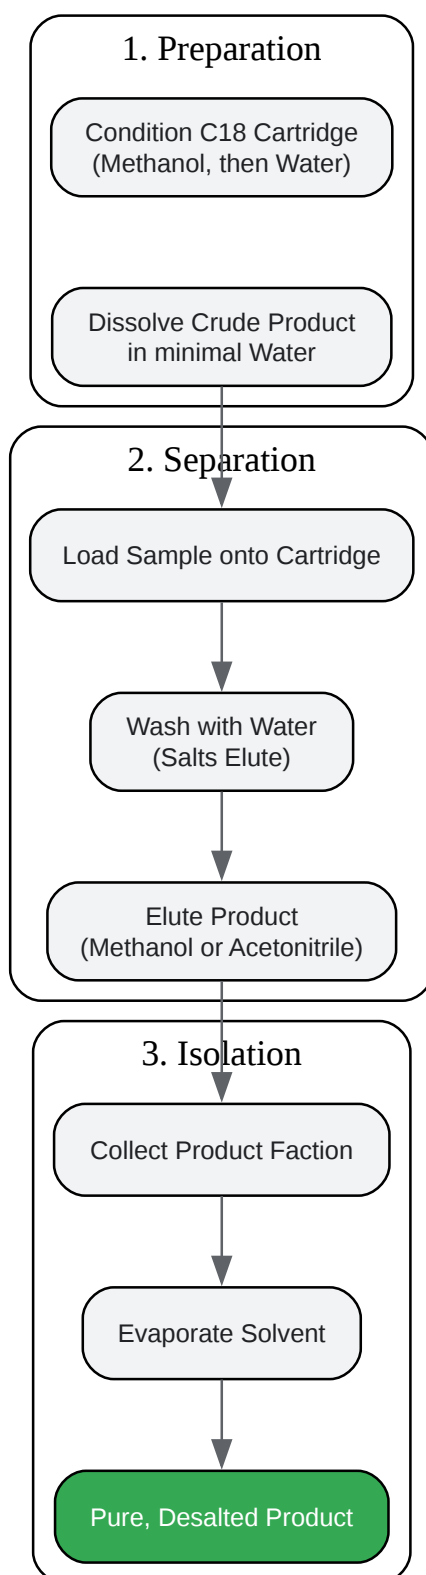 1. Preparation
Condition C18 Cartridge
(Methanol, then Water)
Dissolve Crude Product
in minimal Water
2. Separation
Load Sample onto Cartridge
Wash with Water
(Salts Elute)
Elute Product
(Methanol or Acetonitrile)
3. Isolation
Collect Product Faction
Evaporate Solvent
Pure, Desalted Product